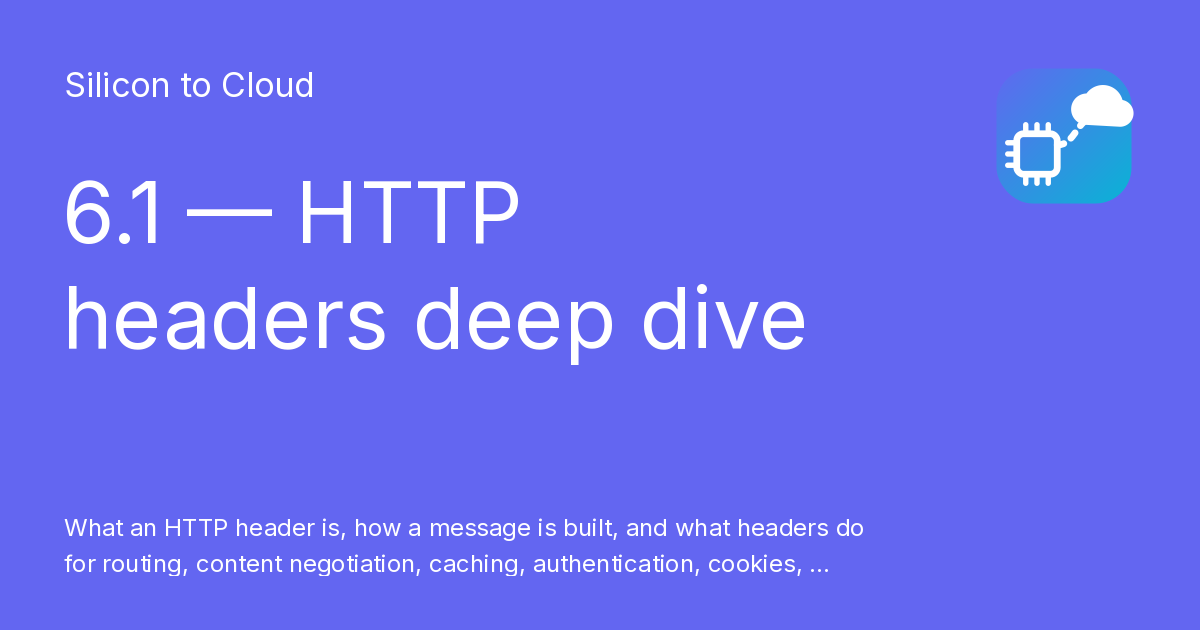 Silicon to Cloud
6.1 — HTTP
headers deep dive
What an HTTP header is, how a message is built, and what headers do
for routing, content negotiation, caching, authentication, cookies, ...